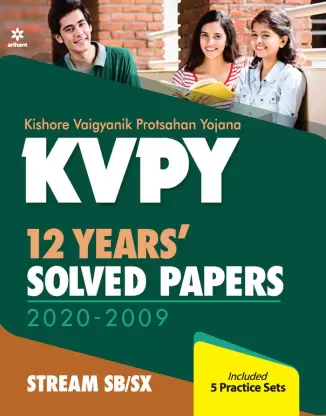 arihant
Kishore Vaigyanik Protsahan Yojana
KVPY
12 YEARS'
SOLVED PAPERS
2020-2009
Included
5 Practice Sets
STREAM SB/SX